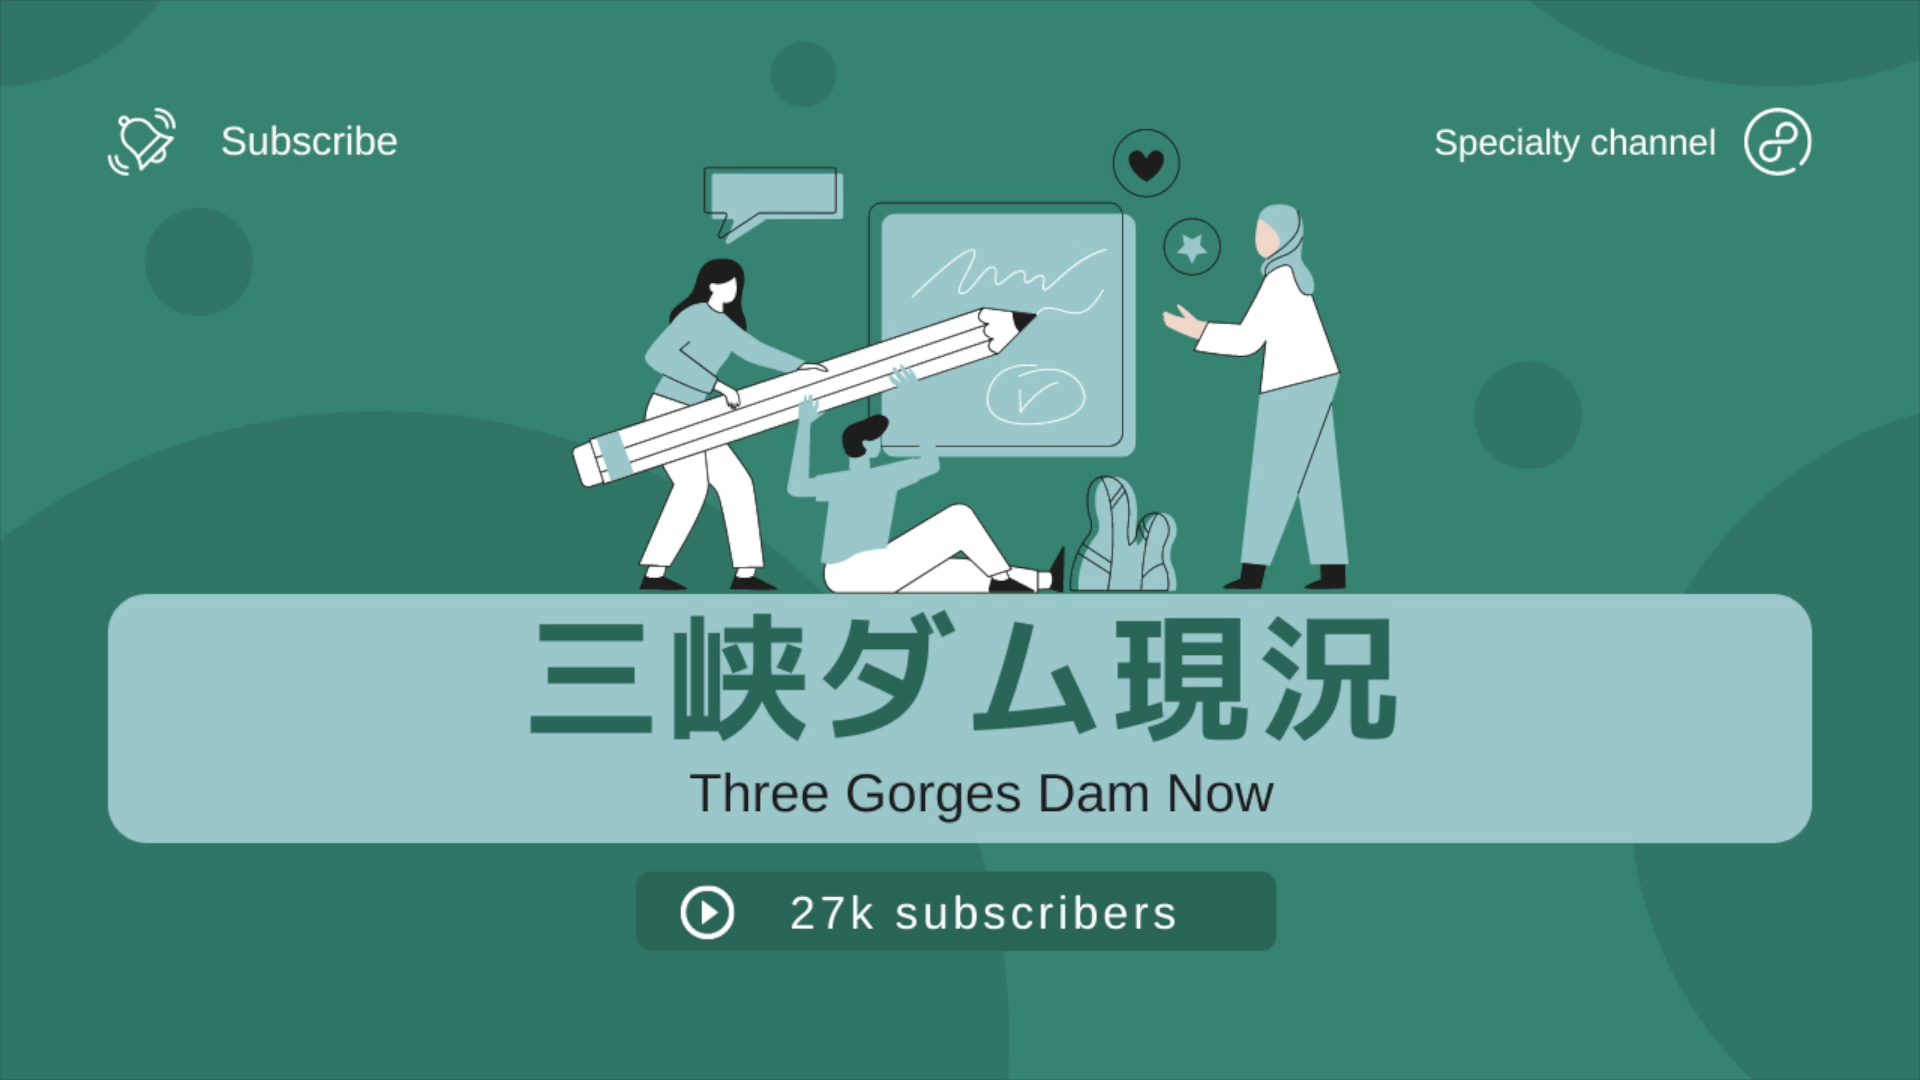 Subscribe
Specialty channel
三峡ダム現況
Three Gorges Dam Now
27k subscribers